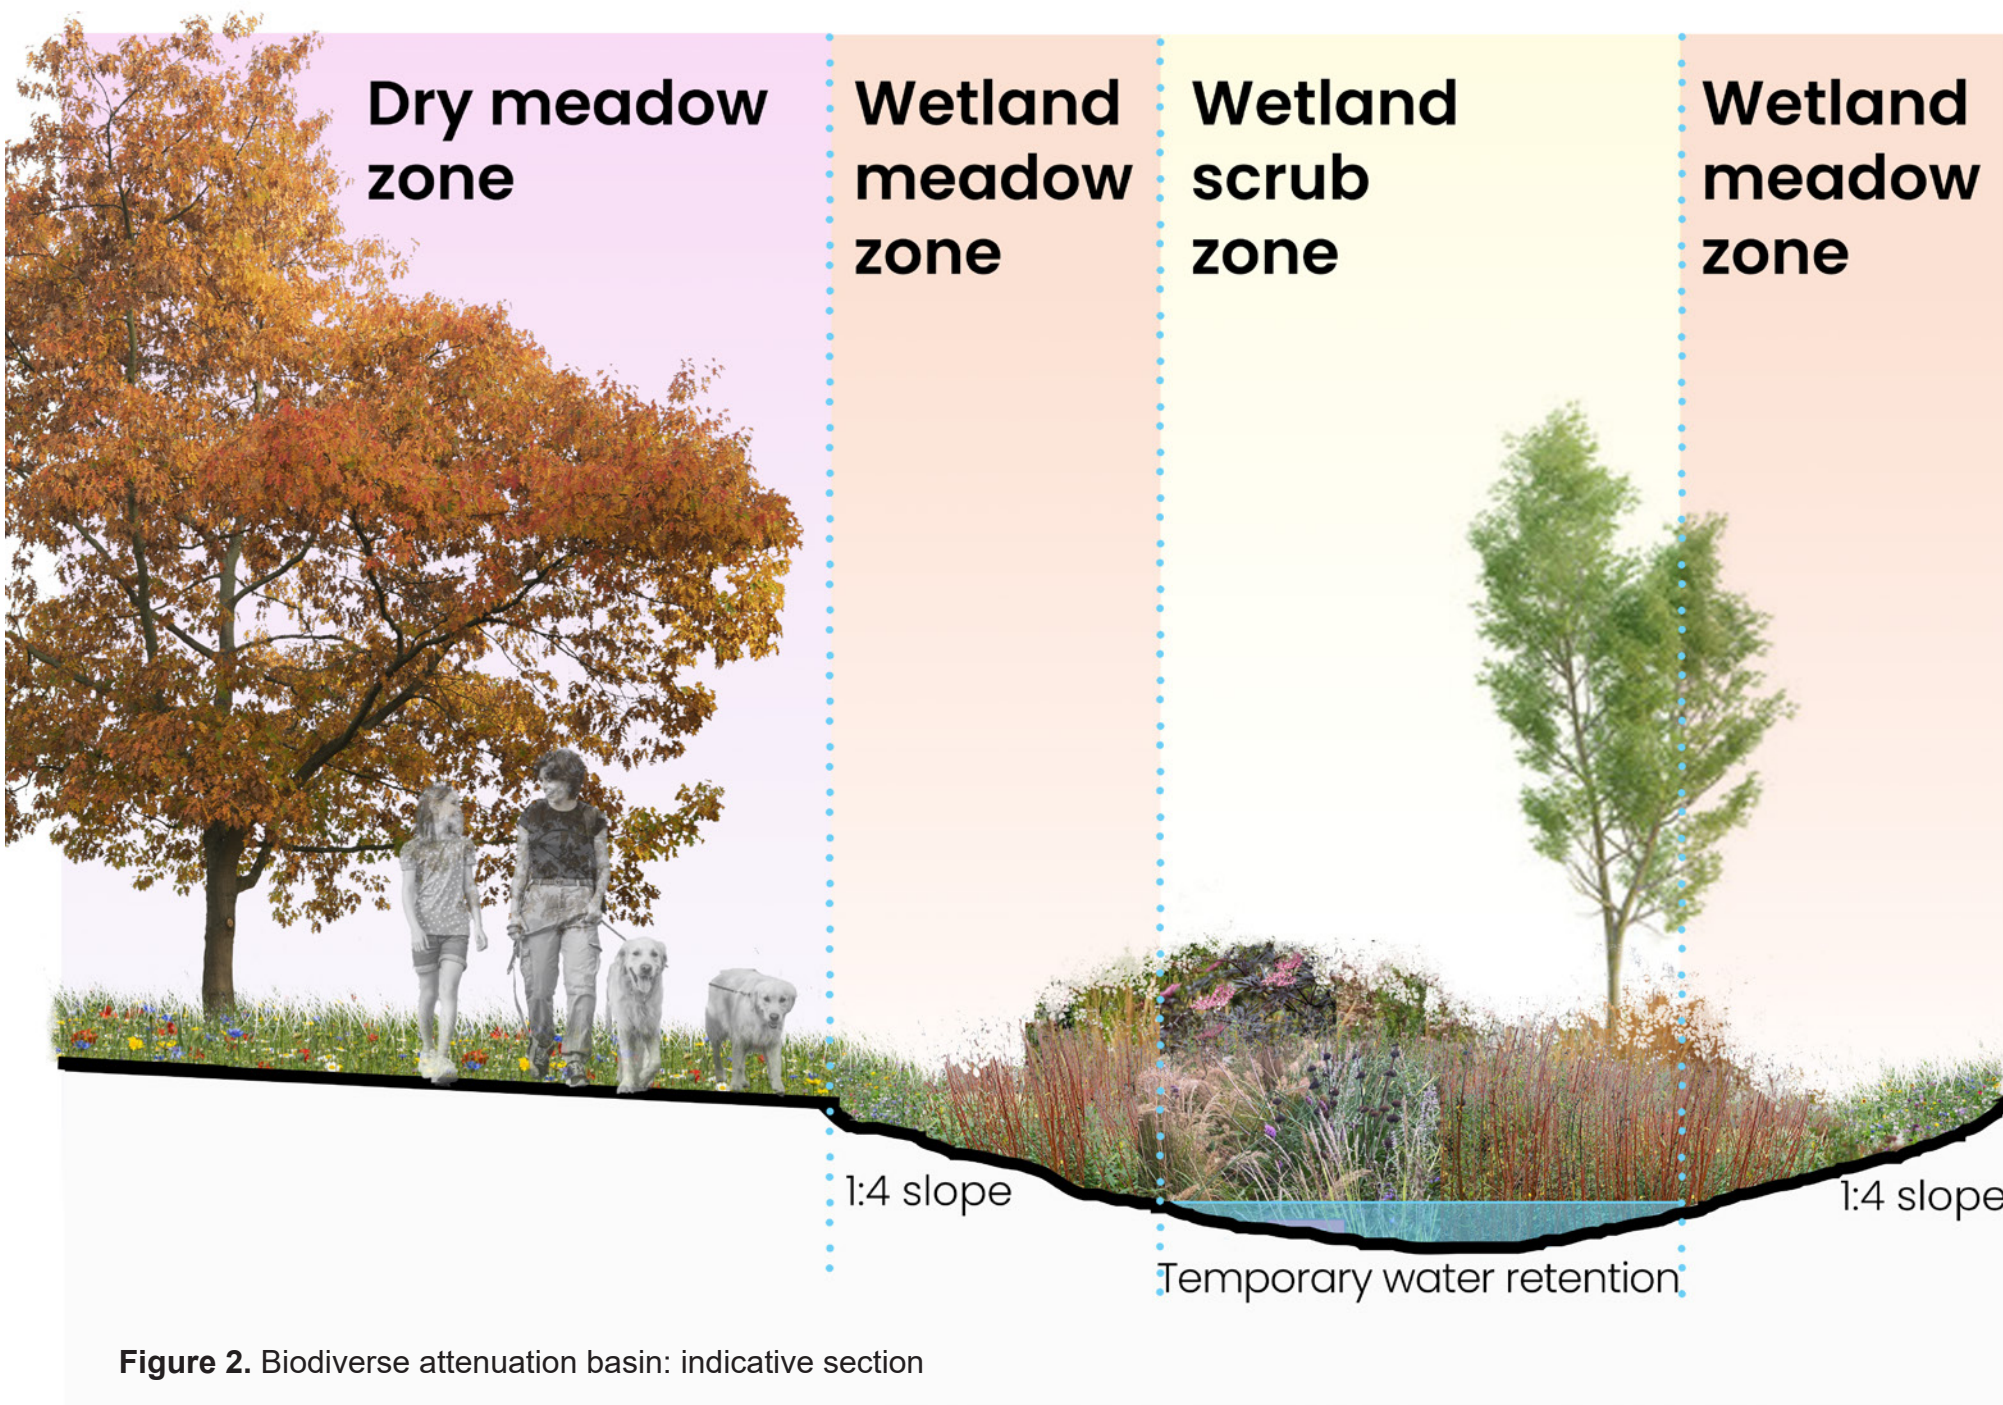 Dry meadow
zone
Wetland
meadow
zone
Wetland
scrub
zone
Wetland
meadow
zone
1:4 slope
1:4 slope
Temporary water retention
Figure 2. Biodiverse attenuation basin: indicative section